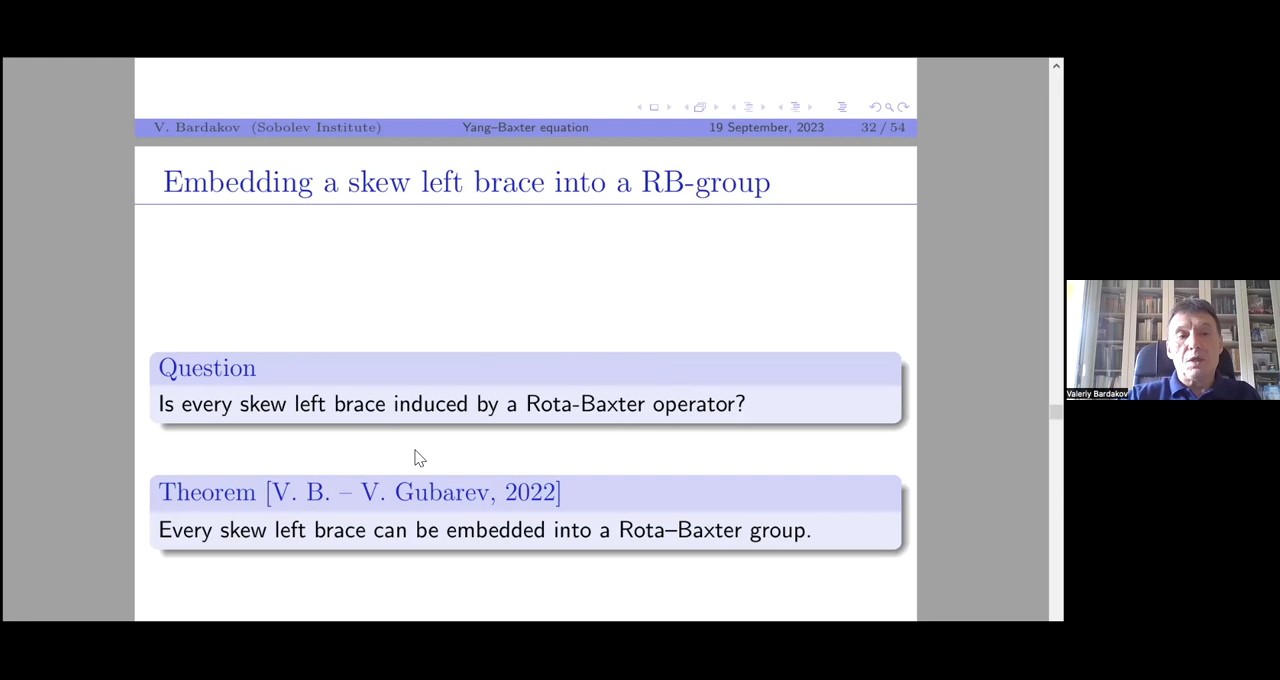 V. Bardakov (Sobolev Institute) Yang–Baxter equation 19 September, 2023 32 / 54
Embedding a skew left brace into a RB-group
Question
Is every skew left brace induced by a Rota-Baxter operator?
Theorem [V. B. – V. Gubarev, 2022]
Every skew left brace can be embedded into a Rota–Baxter group.
Valeriy Bardakov